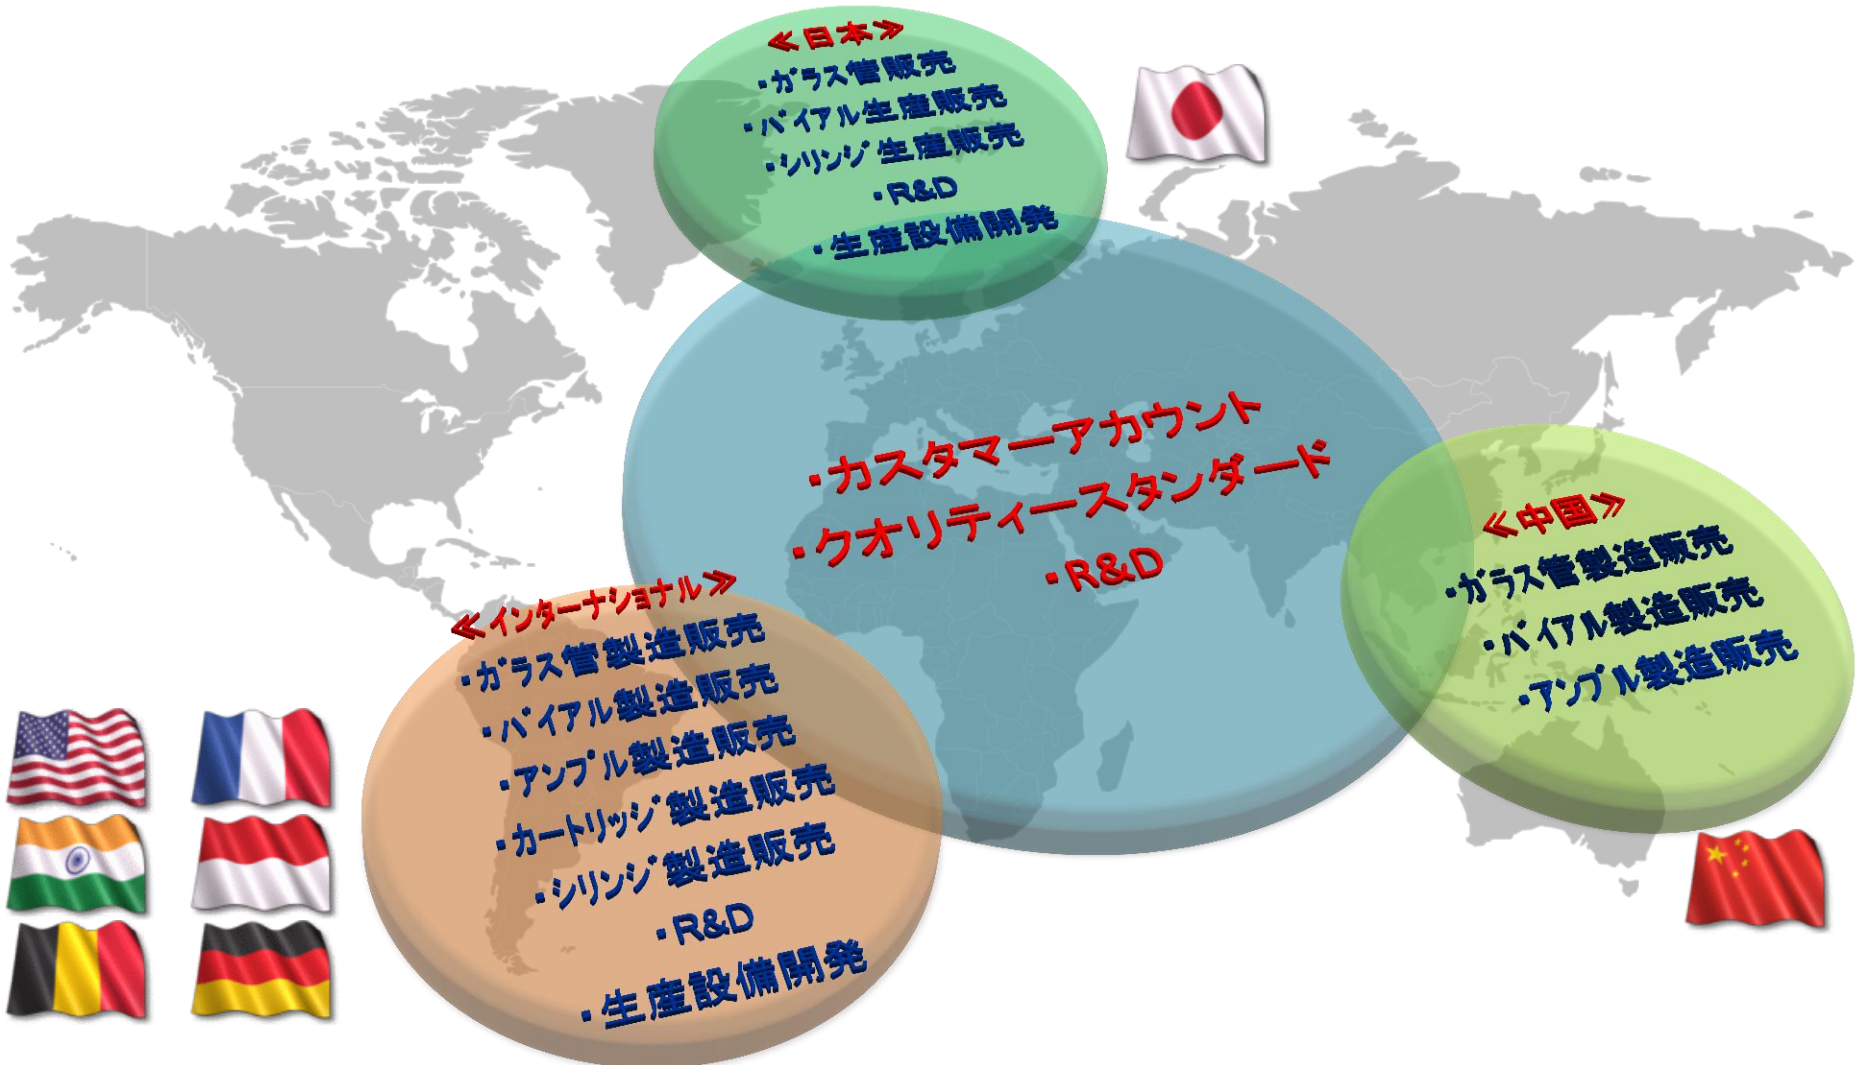 ≪日本≫
・ガラス管販売
・バイアル生産販売
・シリンジ生産販売
・R&D
・生産設備開発
・カスタマーアカウント
・クオリティースタンダード
・R&D
≪中国≫
・ガラス管製造販売
・バイアル製造販売
・アンプル製造販売
≪インターナショナル≫
・ガラス管製造販売
・バイアル製造販売
・アンプル製造販売
・カートリッジ製造販売
・シリンジ製造販売
・R&D
・生産設備開発